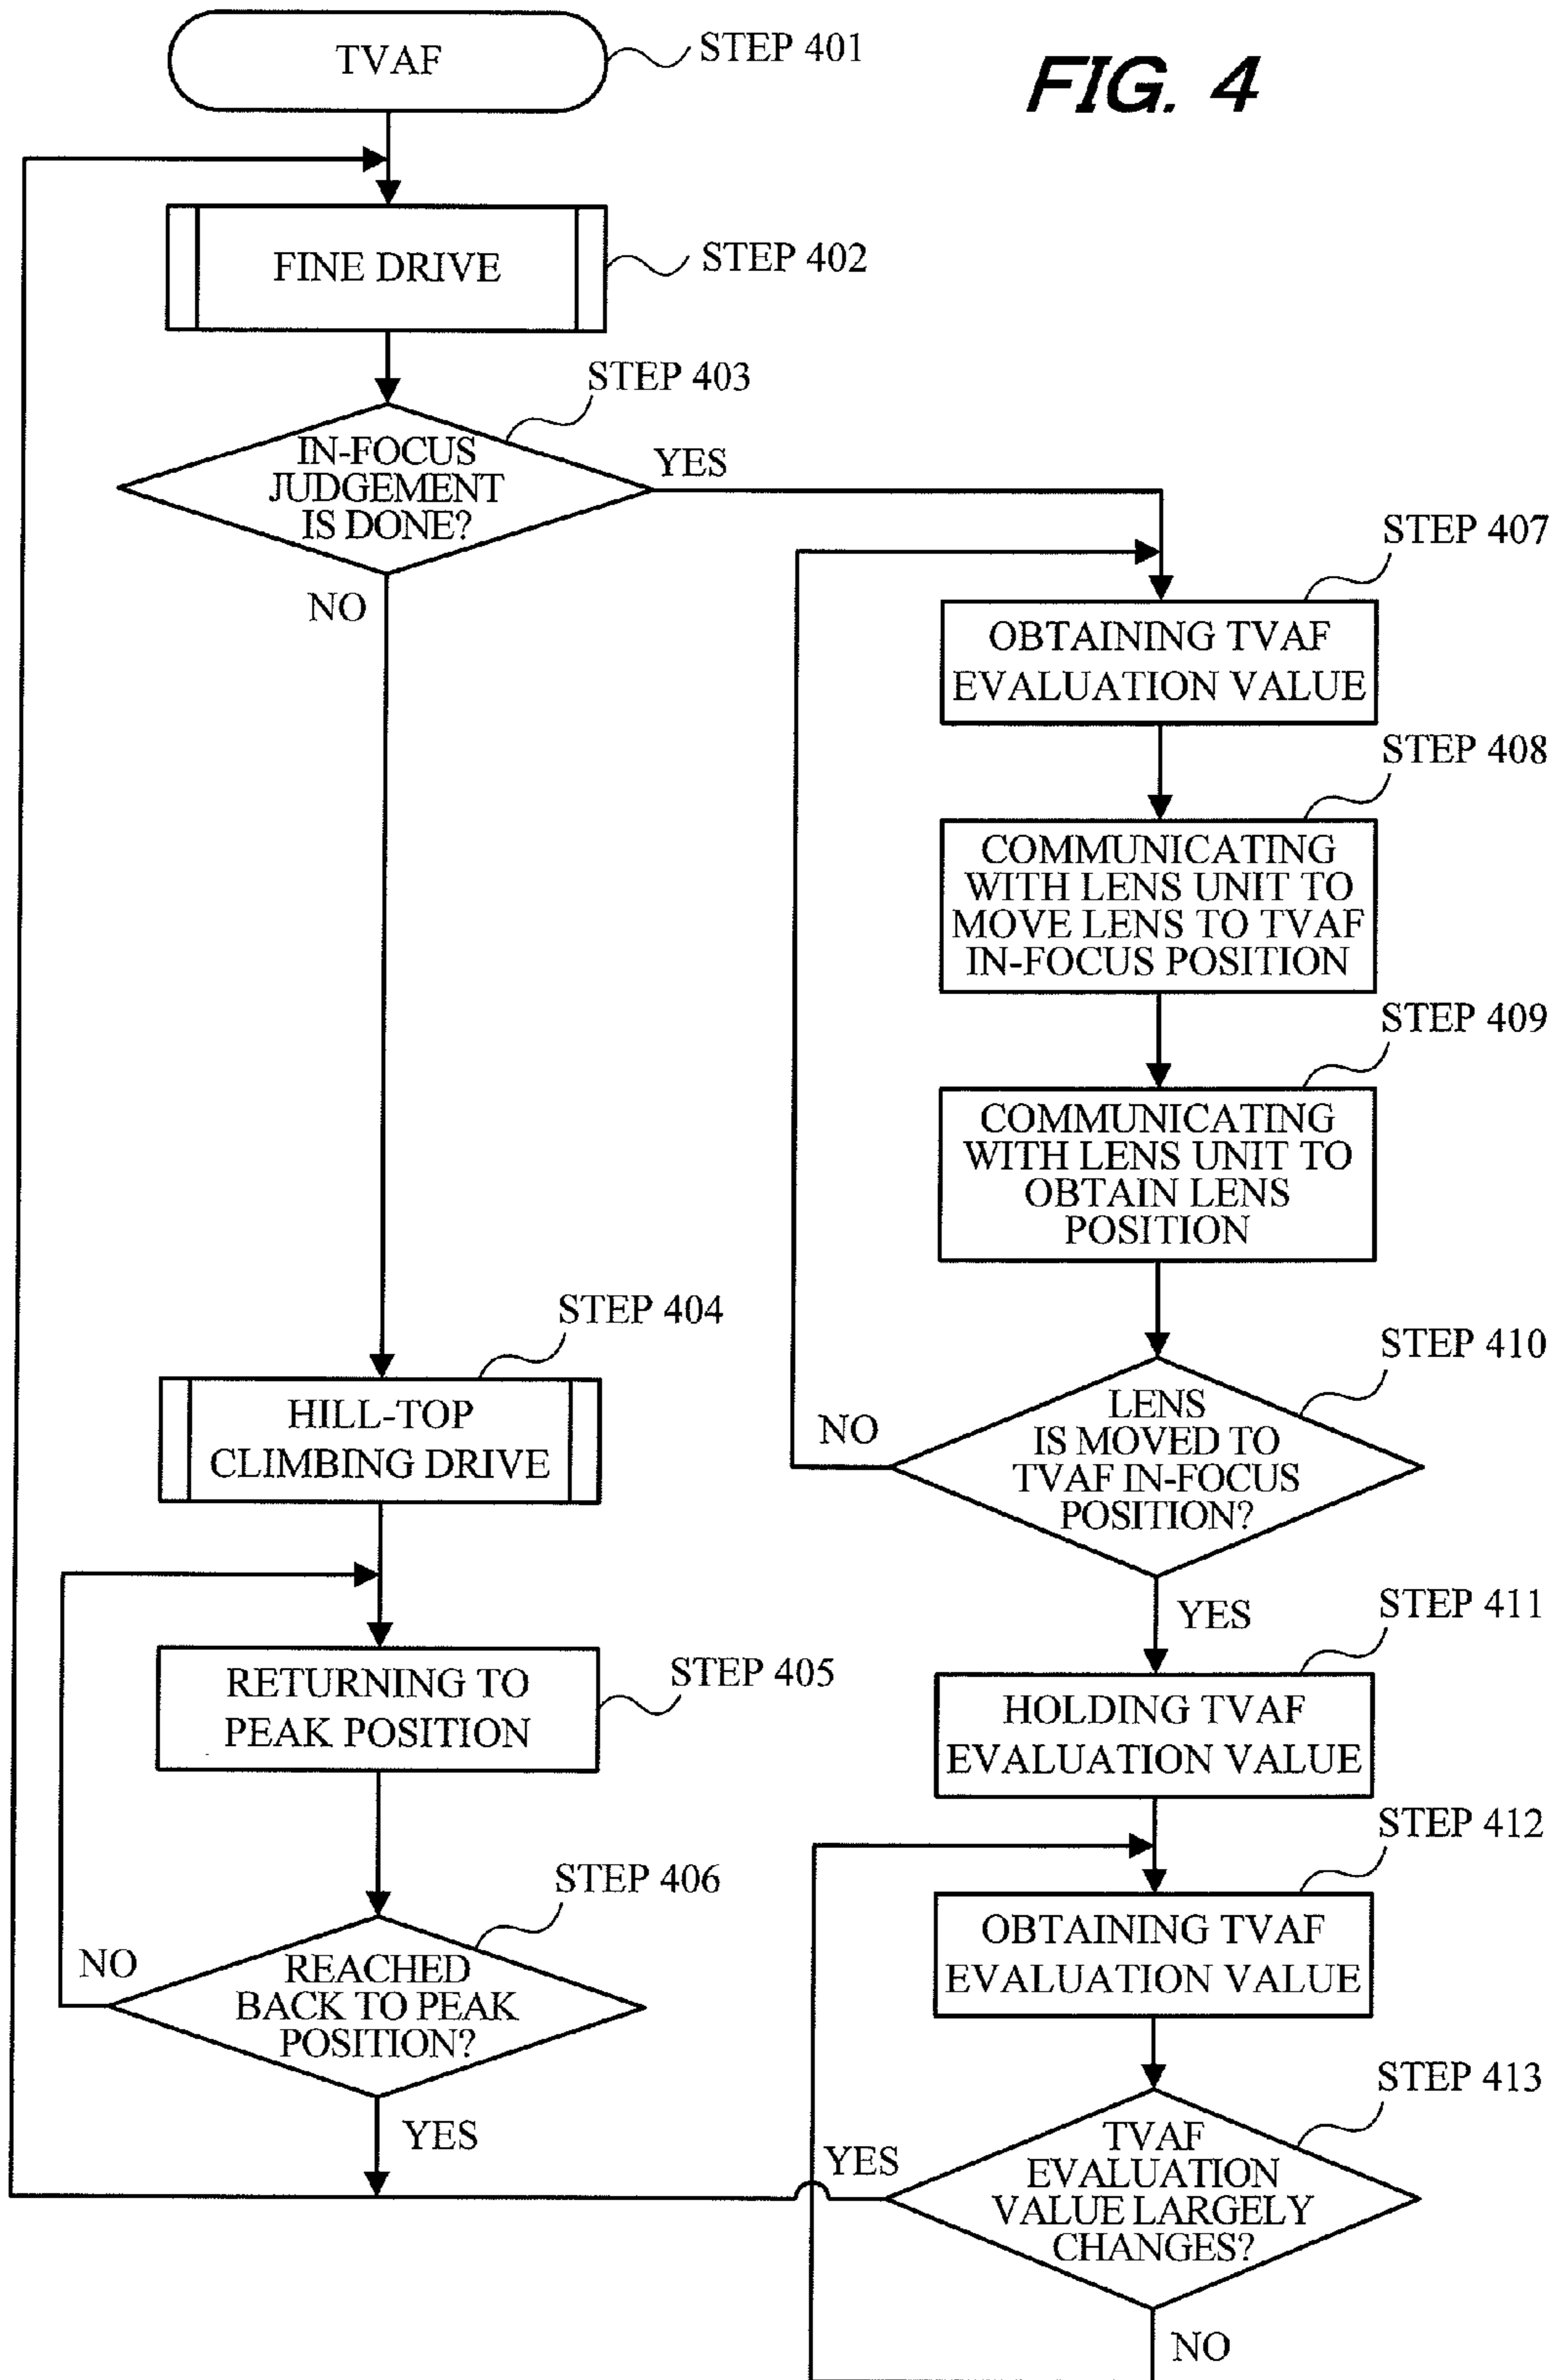 FIG. 4
TVAF
STEP 401
FINE DRIVE
STEP 402
STEP 403
IN-FOCUS
JUDGEMENT
IS DONE?
YES
NO
STEP 404
HILL-TOP
CLIMBING DRIVE
RETURNING TO
PEAK POSITION
STEP 405
STEP 406
REACHED
BACK TO PEAK
POSITION?
NO
YES
STEP 407
OBTAINING TVAF
EVALUATION VALUE
STEP 408
COMMUNICATING
WITH LENS UNIT TO
MOVE LENS TO TVAF
IN-FOCUS POSITION
STEP 409
COMMUNICATING
WITH LENS UNIT TO
OBTAIN LENS
POSITION
STEP 410
LENS
IS MOVED TO
TVAF IN-FOCUS
POSITION?
NO
YES
STEP 411
HOLDING TVAF
EVALUATION VALUE
STEP 412
OBTAINING TVAF
EVALUATION VALUE
STEP 413
TVAF
EVALUATION
VALUE LARGELY
CHANGES?
YES
NO